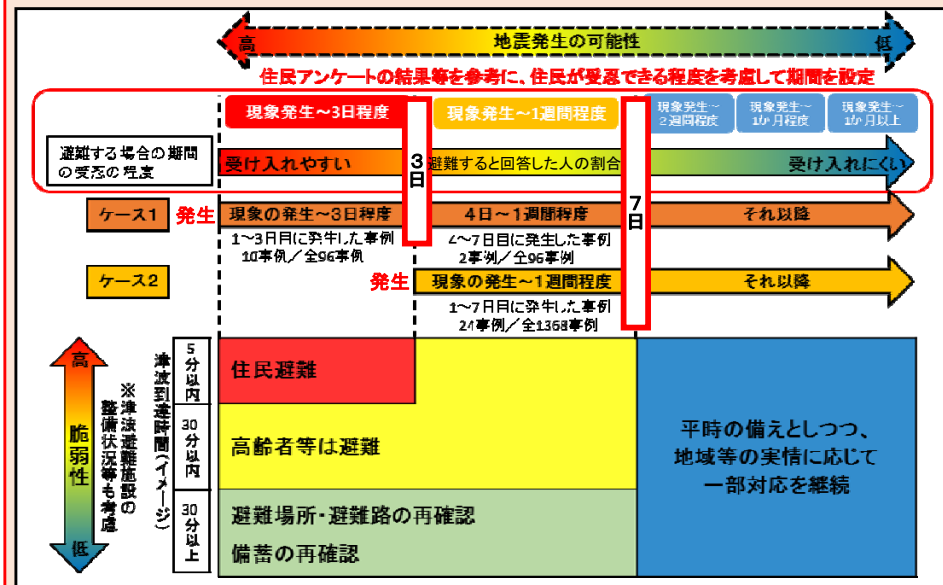 高 地震発生の可能性 低
住民アンケートの結果等を参考に、住民が受忍できる程度を考慮して期間を設定
現象発生～3日程度
現象発生～1週間程度
現象発生～
2週間程度
現象発生～
1か月程度
現象発生～
1か月以上
避難する場合の期間
の受忍の程度
受け入れやすい
3日
避難すると回答した人の割合
受け入れにくい
7日
ケース1
発生
現象の発生～3日程度
4日～1週間程度
それ以降
1～3日目に発生した事例
10事例／全96事例
4～7日目に発生した事例
2事例／全96事例
ケース2
発生
現象の発生～1週間程度
それ以降
1～7日目に発生した事例
24事例／全1368事例
高
脆弱性
低
※津波避難施設の
整備状況等も考慮
津波到達時間(イメージ)
5分以内
30分以内
30分以上
住民避難
高齢者等は避難
避難場所・避難路の再確認
備蓄の再確認
平時の備えとしつつ、
地域等の実情に応じて
一部対応を継続